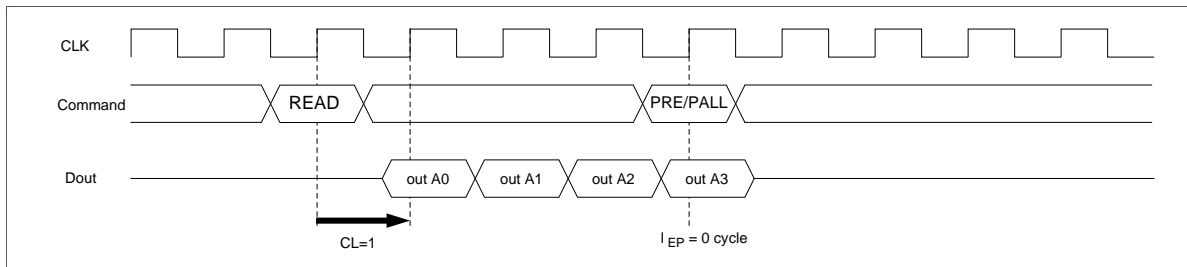 CLK
Command READ PRE/PALL
Dout out A0 out A1 out A2 out A3
CL=1 l EP = 0 cycle